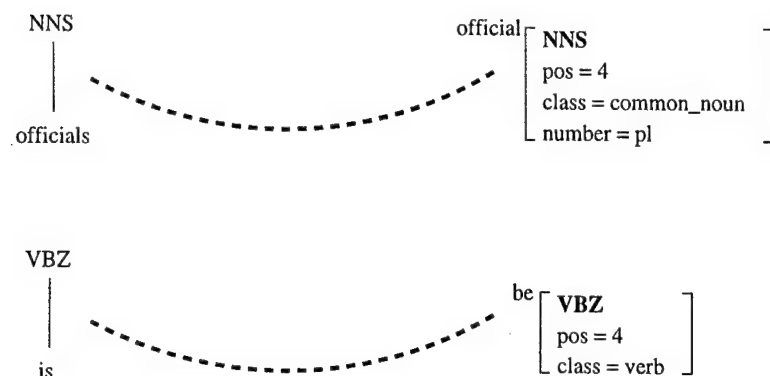 NNS
officials
official
NNS
pos = 4
class = common_noun
number = pl
VBZ
is
be
VBZ
pos = 4
class = verb